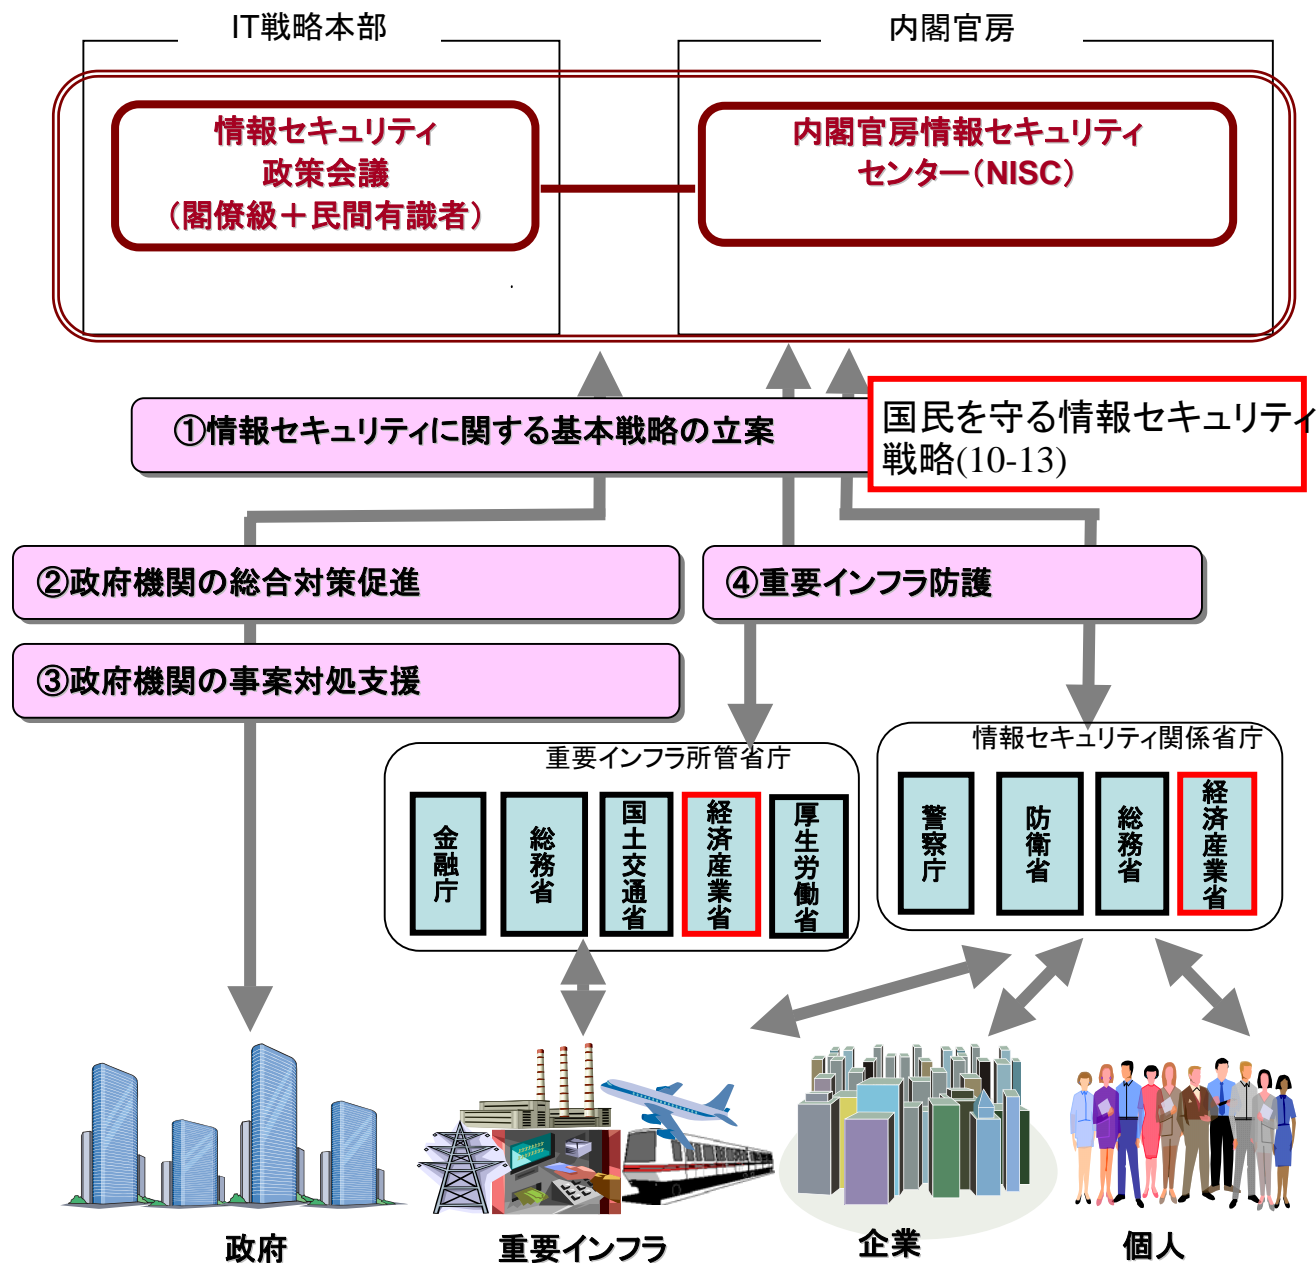 IT戦略本部
内閣官房
情報セキュリティ
政策会議
（閣僚級＋民間有識者）
内閣官房情報セキュリティ
センター（NISC）
①情報セキュリティに関する基本戦略の立案
国民を守る情報セキュリティ
戦略(10-13)
②政府機関の総合対策促進
④重要インフラ防護
③政府機関の事案対処支援
重要インフラ所管省庁
金融庁
総務省
国土交通省
経済産業省
厚生労働省
情報セキュリティ関係省庁
警察庁
防衛省
総務省
経済産業省
政府
重要インフラ
企業
個人